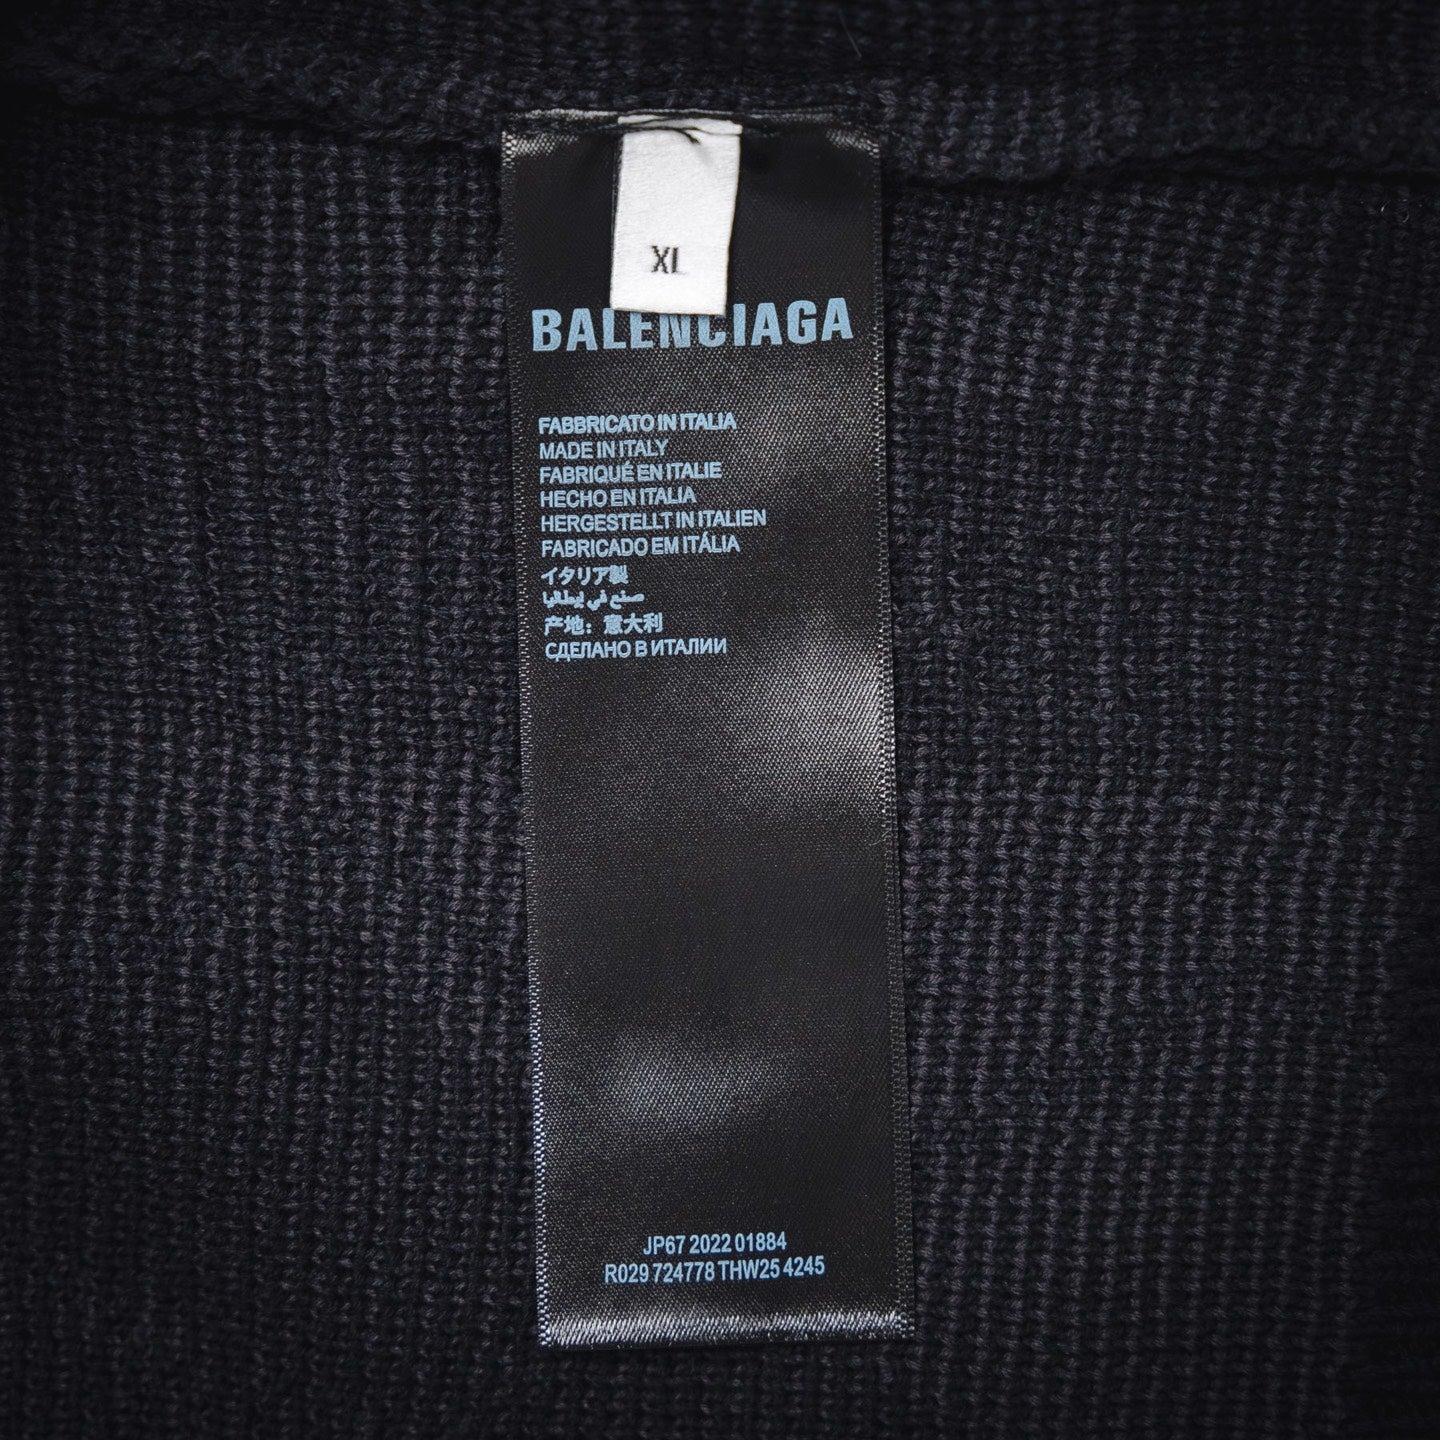 XL
BALENCIAGA
FABBRICATO IN ITALIA
MADE IN ITALY
FABRIQUÉ EN ITALIE
HECHO EN ITALIA
HERGESTELLT IN ITALIEN
FABRICADO EM ITÁLIA
イタリア製
صنع في إيطاليا
产地：意大利
СДЕЛАНО В ИТАЛИИ
JP67 2022 01884
R029 724778 THW25 4245